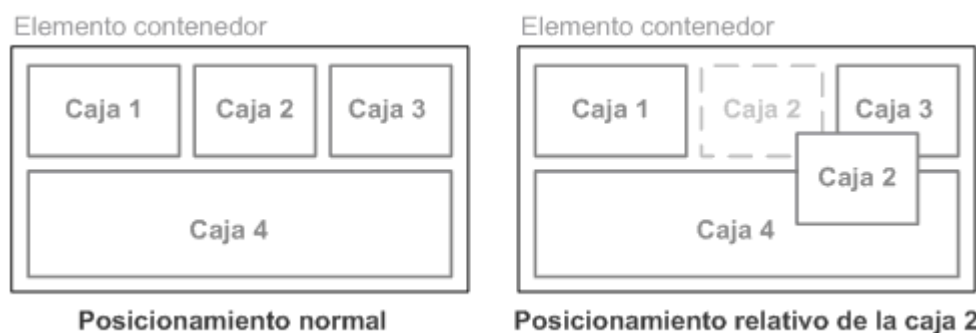 Elemento contenedor
Caja 1
Caja 2
Caja 3
Caja 4
Posicionamiento normal
Elemento contenedor
Caja 1
Caja 2
Caja 3
Caja 2
Caja 4
Posicionamiento relativo de la caja 2